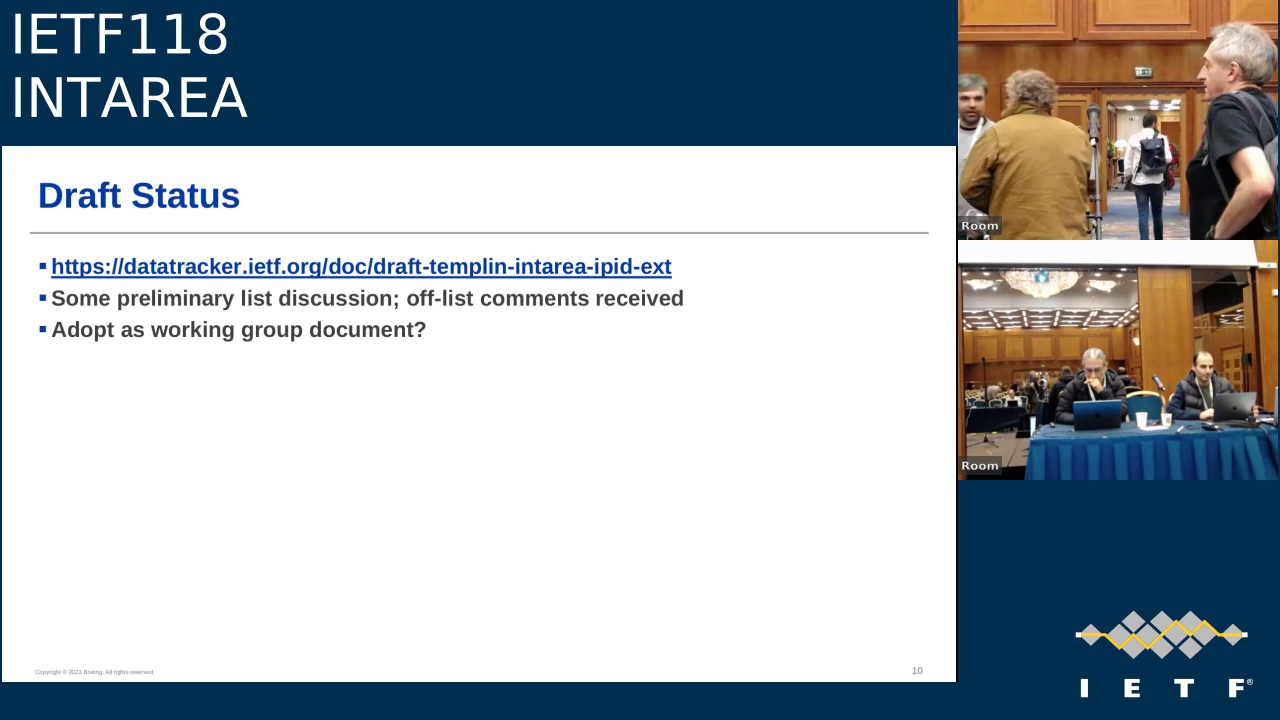 IETF118
INTAREA
Draft Status
https://datatracker.ietf.org/doc/draft-templin-intarea-ipid-ext
Some preliminary list discussion; off-list comments received
Adopt as working group document?
Copyright © 2023 Boeing. All rights reserved.
10
Room
Room
I E T F®